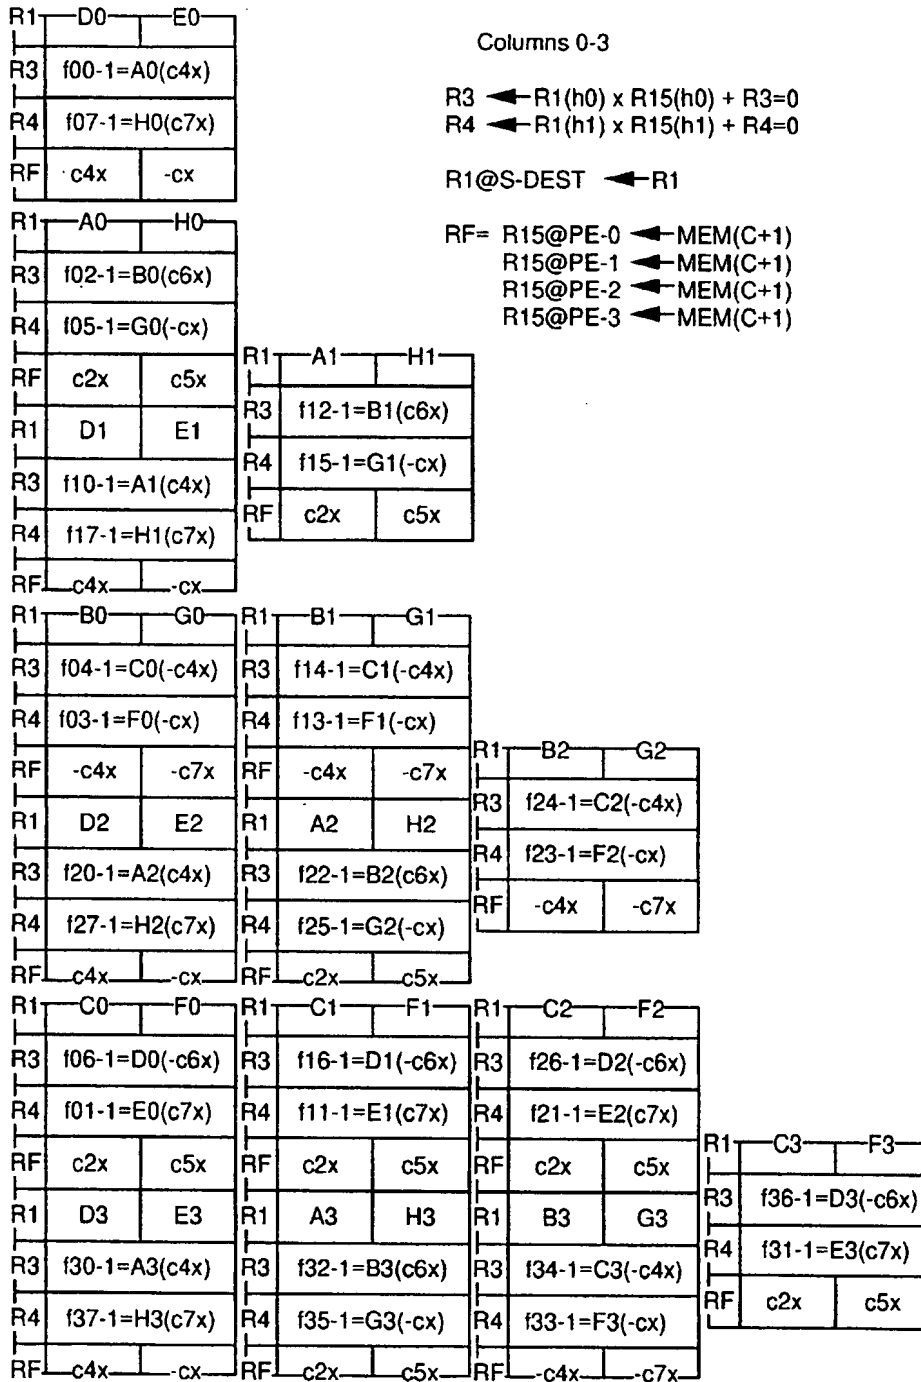 R1 D0 E0
R3 f00-1=A0(c4x)
R4 f07-1=H0(c7x)
RF c4x -cx
Columns 0-3
R3 ← R1(h0) x R15(h0) + R3=0
R4 ← R1(h1) x R15(h1) + R4=0
R1@S-DEST ← R1
RF= R15@PE-0 ← MEM(C+1)
R15@PE-1 ← MEM(C+1)
R15@PE-2 ← MEM(C+1)
R15@PE-3 ← MEM(C+1)
R1 A0 H0
R3 f02-1=B0(c6x)
R4 f05-1=G0(-cx)
RF c2x c5x
R1 D1 E1
R3 f10-1=A1(c4x)
R4 f17-1=H1(c7x)
RF c4x -cx
R1 A1 H1
R3 f12-1=B1(c6x)
R4 f15-1=G1(-cx)
RF c2x c5x
R1 B0 G0
R3 f04-1=C0(-c4x)
R4 f03-1=F0(-cx)
RF -c4x -c7x
R1 D2 E2
R3 f20-1=A2(c4x)
R4 f27-1=H2(c7x)
RF c4x -cx
R1 B1 G1
R3 f14-1=C1(-c4x)
R4 f13-1=F1(-cx)
RF -c4x -c7x
R1 A2 H2
R3 f22-1=B2(c6x)
R4 f25-1=G2(-cx)
RF c2x c5x
R1 B2 G2
R3 f24-1=C2(-c4x)
R4 f23-1=F2(-cx)
RF -c4x -c7x
R1 C0 F0
R3 f06-1=D0(-c6x)
R4 f01-1=E0(c7x)
RF c2x c5x
R1 D3 E3
R3 f30-1=A3(c4x)
R4 f37-1=H3(c7x)
RF c4x -cx
R1 C1 F1
R3 f16-1=D1(-c6x)
R4 f11-1=E1(c7x)
RF c2x c5x
R1 A3 H3
R3 f32-1=B3(c6x)
R4 f35-1=G3(-cx)
RF c2x c5x
R1 C2 F2
R3 f26-1=D2(-c6x)
R4 f21-1=E2(c7x)
RF c2x c5x
R1 B3 G3
R3 f34-1=C3(-c4x)
R4 f33-1=F3(-cx)
RF -c4x -c7x
R1 C3 F3
R3 f36-1=D3(-c6x)
R4 f31-1=E3(c7x)
RF c2x c5x